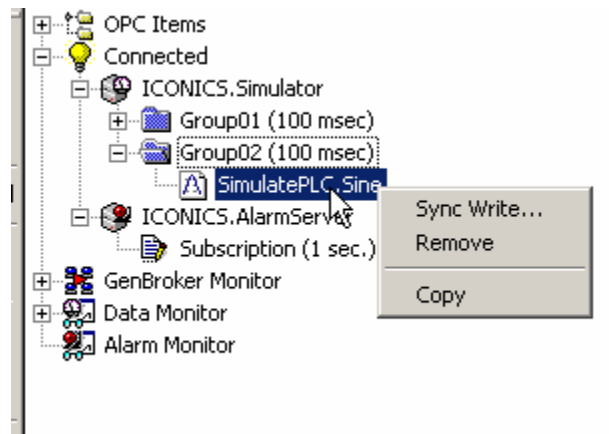 OPC Items
Connected
ICONICS.Simulator
Group01 (100 msec)
Group02 (100 msec)
SimulatePLC.Sine
Sync Write...
ICONICS.AlarmServer
Remove
Subscription (1 sec.)
GenBroker Monitor
Copy
Data Monitor
Alarm Monitor